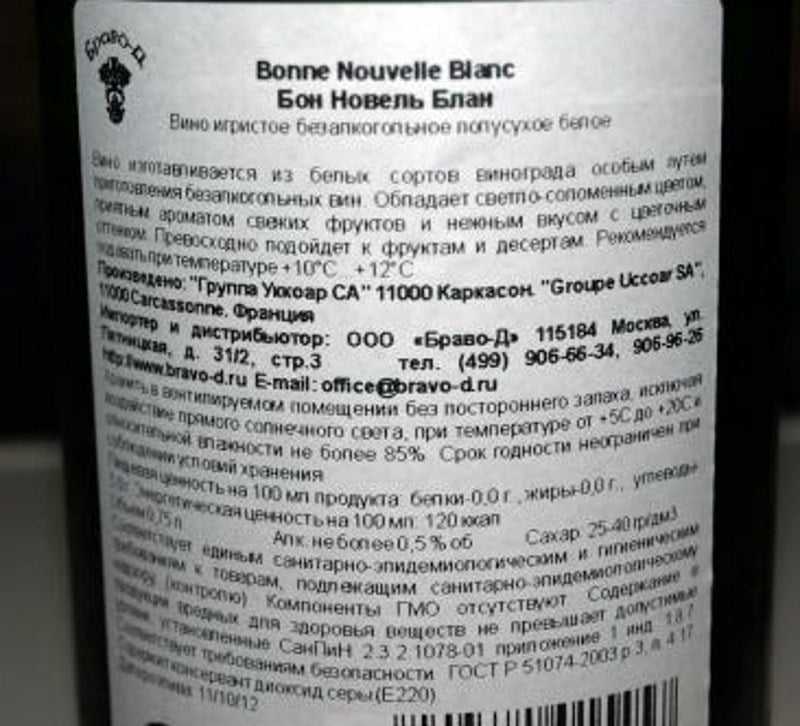 Браво-Д
Bonne Nouvelle Blanc
Бон Новель Блан
Вино игристое безалкогольное полусухое белое
Вино изготавливается из белых сортов винограда особым путем
приготовления безалкогольных вин. Обладает светло-соломенным цветом,
приятным ароматом свежих фруктов и нежным вкусом с цветочным
оттенком. Превосходно подойдет к фруктам и десертам. Рекомендуется
подавать при температуре +10°С...+12°С
Произведено: "Группа Уккоар СА" 11000 Каркасон. "Groupe Uccoar SA",
11000 Carcassonne, Франция
Импортер и дистрибьютор: ООО «Браво-Д» 115184 Москва, ул.
Пятницкая, д. 31/2, стр.3 тел. (499) 906-66-34, 906-96-26
http://www.bravo-d.ru E-mail: office@bravo-d.ru
Хранить в вентилируемом помещении без постороннего запаха, исключая
воздействие прямого солнечного света, при температуре от +5С до +20С и
относительной влажности не более 85% Срок годности неограничен при
соблюдении условий хранения
Пищевая ценность на 100 мл продукта: белки-0,0 г., жиры-0,0 г., углеводы-
Энергетическая ценность на 100мл: 120 ккал
Объем 0,75 л Алк. не более 0,5 % об Сахар 25-40 гр/дм3
Соответствует единым санитарно-эпидемиологическим и гигиеническим
требованиям к товарам, подлежащим санитарно-эпидемиологическому
надзору (контролю) Компоненты ГМО отсутствуют Содержание в
продукции вредных для здоровья веществ не превышает допустимые
установленные СанПиН 2.3.2.1078-01 приложение 1 инд. 1.8.7
Соответствует требованиям безопасности ГОСТ Р 51074-2003 р 3, п. 4.17
Содержит консервант диоксид серы (Е220)
Дата розлива: 11/10/12